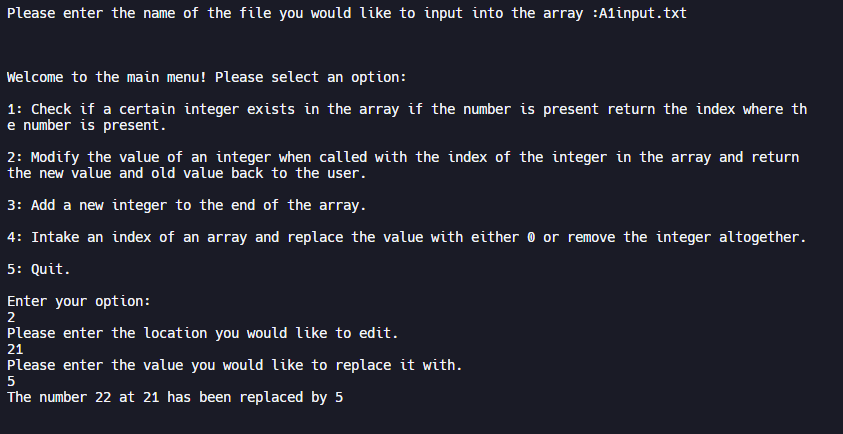 Please enter the name of the file you would like to input into the array :A1input.txt
Welcome to the main menu! Please select an option:
1: Check if a certain integer exists in the array if the number is present return the index where th
e number is present.
2: Modify the value of an integer when called with the index of the integer in the array and return
the new value and old value back to the user.
3: Add a new integer to the end of the array.
4: Intake an index of an array and replace the value with either 0 or remove the integer altogether.
5: Quit.
Enter your option:
2
Please enter the location you would like to edit.
21
Please enter the value you would like to replace it with.
5
The number 22 at 21 has been replaced by 5